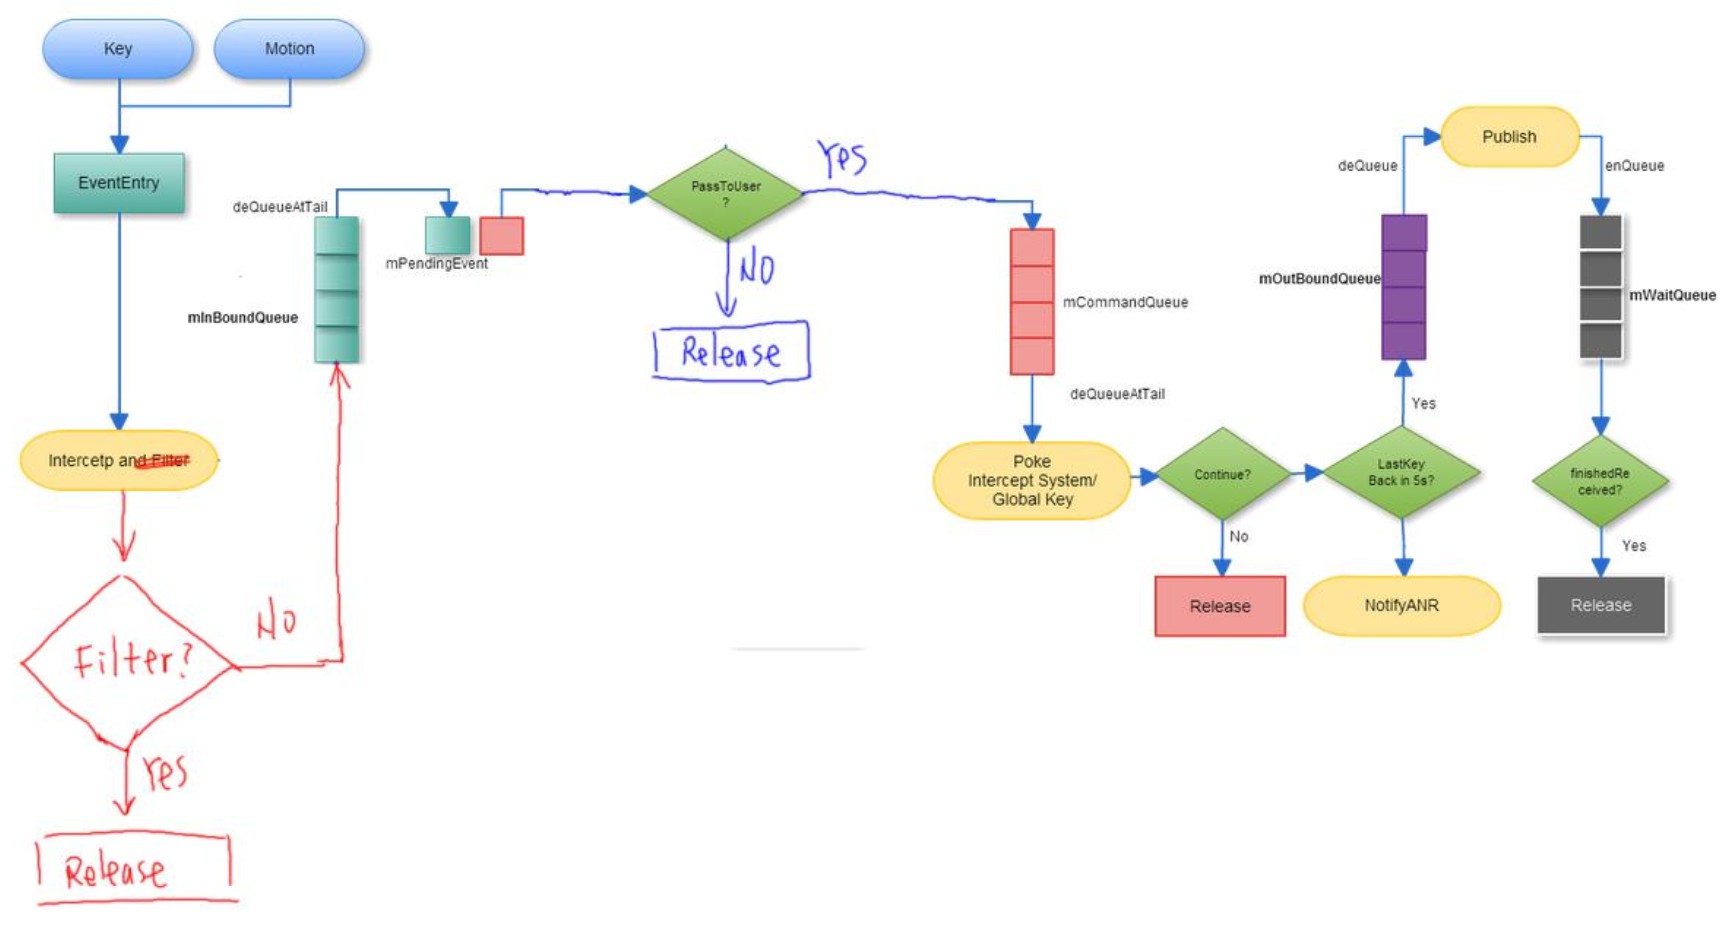 Key
Motion
EventEntry
deQueueAtTail
mPendingEvent
mInBoundQueue
Intercetp and Filter
Filter?
No
Yes
Release
PassToUser
?
Yes
No
Release
mCommandQueue
deQueueAtTail
Poke
Intercept System/
Global Key
Continue?
No
Release
LastKey
Back in 5s?
Yes
NotifyANR
mOutBoundQueue
deQueue
Publish
enQueue
mWaitQueue
finishedRe
ceived?
Yes
Release